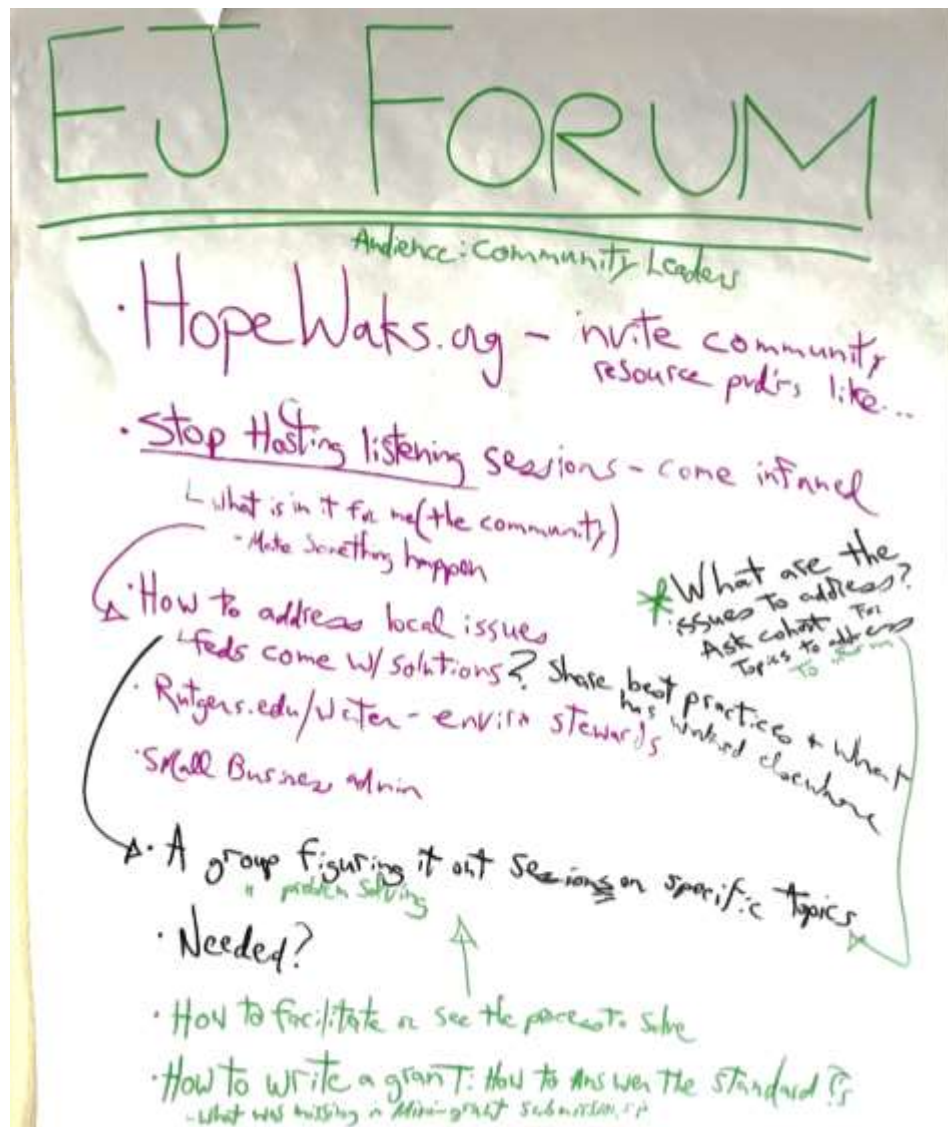 EJ FORUM
Audience: Community Leaders
· HopeWaks.org - invite community
resource like...
· Stop Hosting listening sessions - come
What is in it for me (the community)
- Make Something happen
· How to address local issues
feds come w/ solutions? Share best practices + what
has worked elsewhere
* What are the
issues to address?
Ask cohort For
Topics to address
· Rutgers.edu/water - enviro stewards
· Small Business admin
· A group figuring it out sessions on specific topics
" problem solving
· Needed?
· How to facilitate or see the process to solve
· How to write a grant: How to Answer The standard ?s
- what was missing in Mini-grant